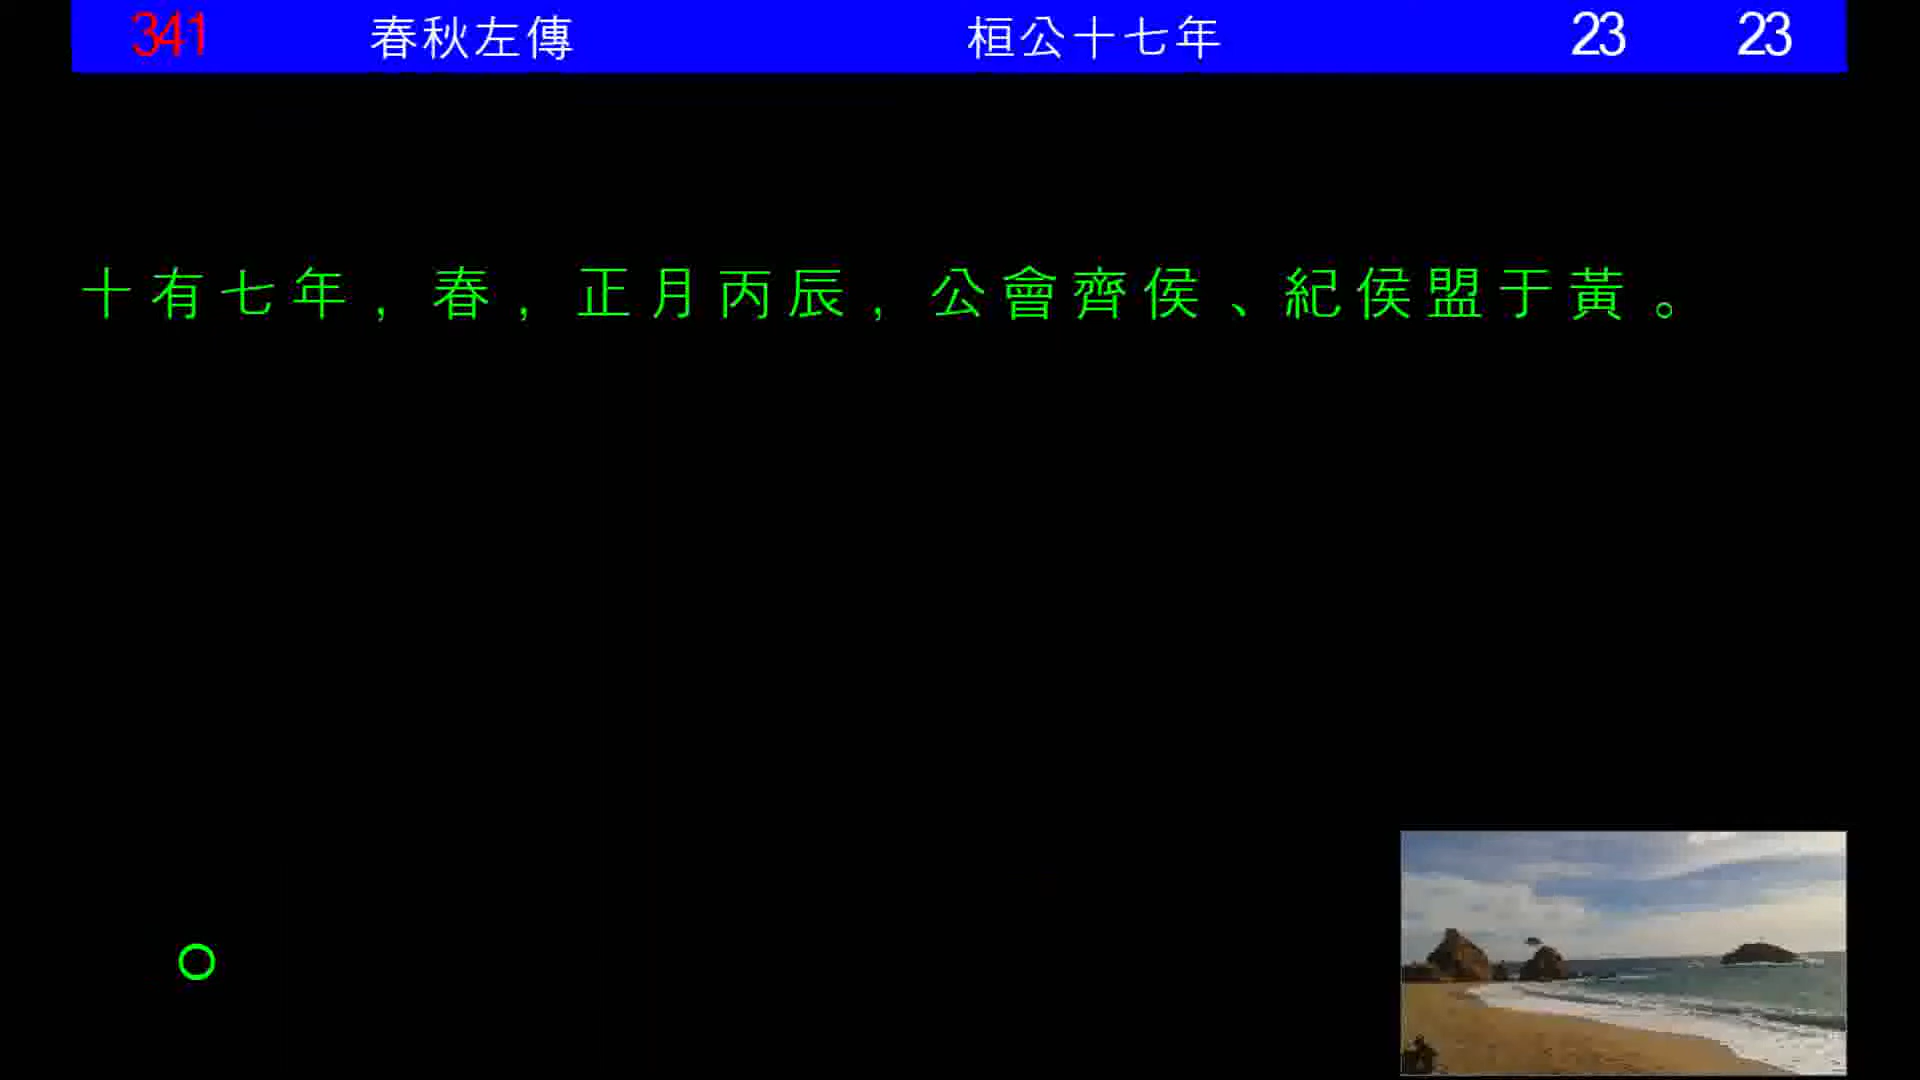 341 春秋左傳 桓公十七年 23 23
十有七年，春，正月丙辰，公會齊侯、紀侯盟于黃。